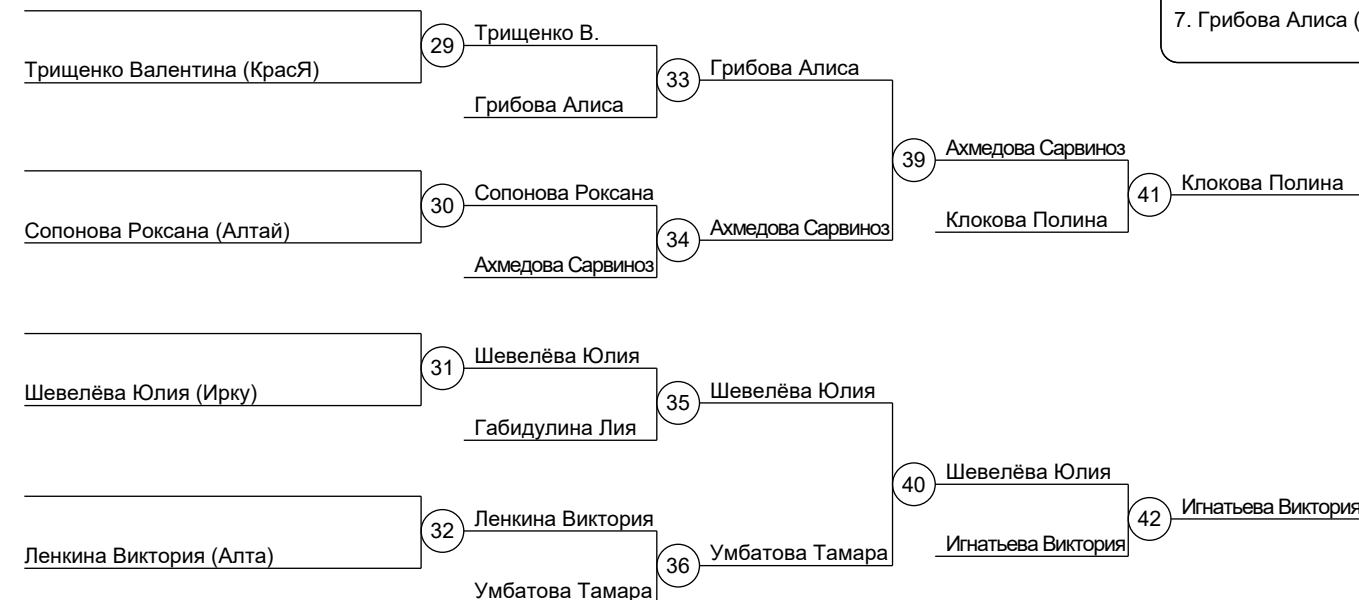 7. Грибова Алиса (
29
Трищенко В.
Трищенко Валентина (КрасЯ)
33
Грибова Алиса
Грибова Алиса
39
Ахмедова Сарвиноз
30
Сопонова Роксана
41
Клокова Полина
Сопонова Роксана (Алтай)
34
Ахмедова Сарвиноз
Клокова Полина
Ахмедова Сарвиноз
31
Шевелёва Юлия
Шевелёва Юлия (Ирку)
35
Шевелёва Юлия
Габидулина Лия
40
Шевелёва Юлия
32
Ленкина Виктория
42
Игнатьева Виктория
Ленкина Виктория (Алта)
36
Умбатова Тамара
Игнатьева Виктория
Умбатова Тамара